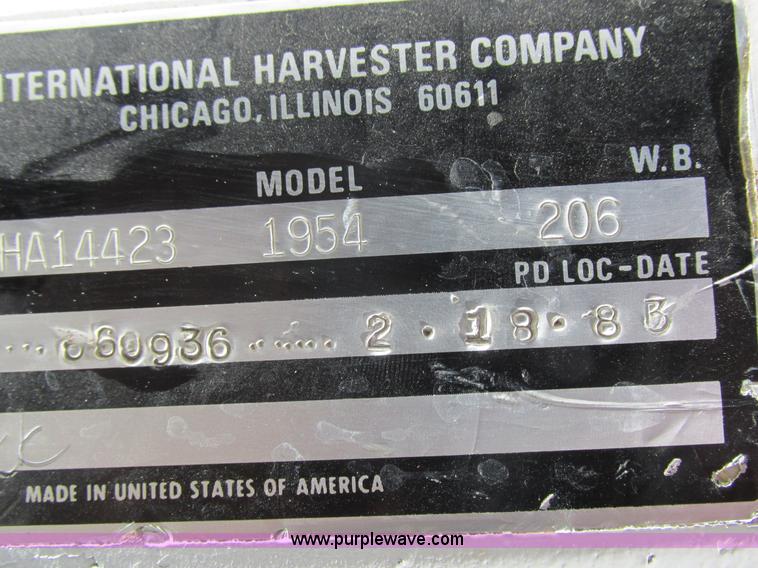 NTERNATIONAL HARVESTER COMPANY
CHICAGO, ILLINOIS 60611
MODEL W.B.
HA14423 1954 206
PD LOC-DATE
660936 2.18.83
MADE IN UNITED STATES OF AMERICA
www.purplewave.com